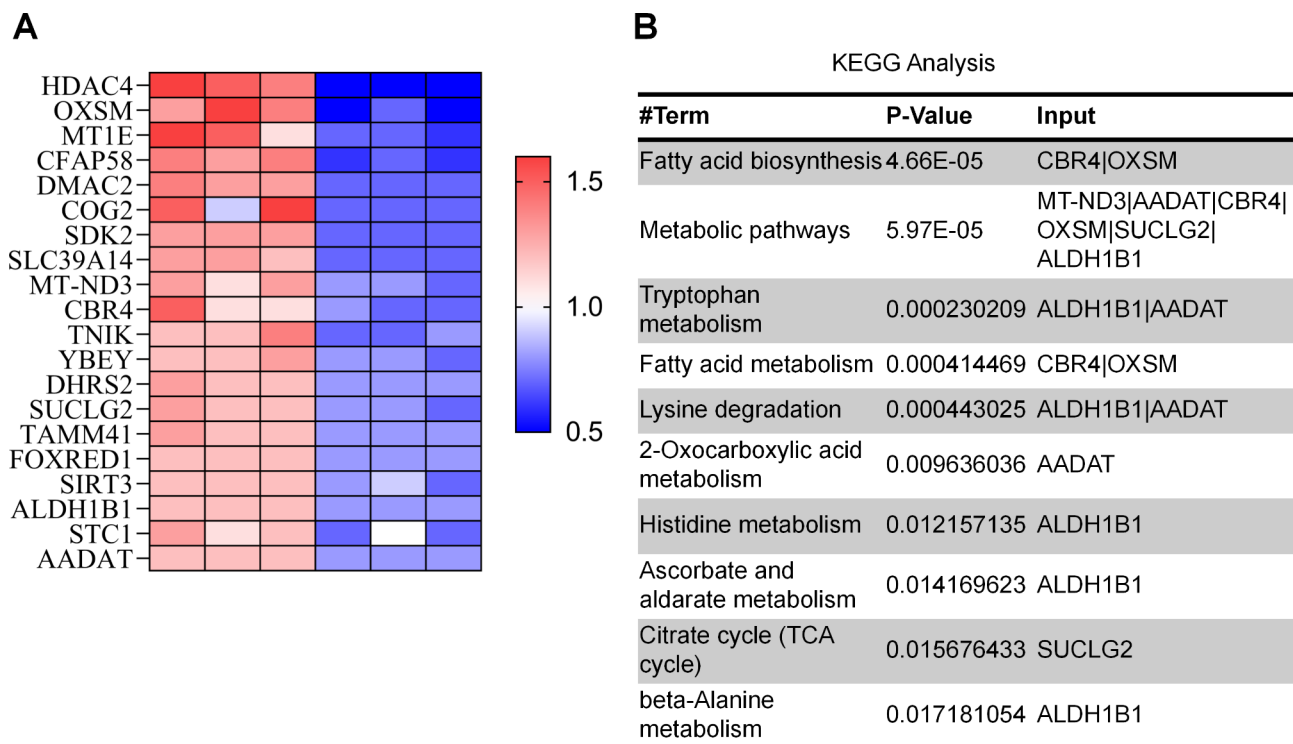 A
HDAC4
OXSM
MT1E
CFAP58
DMAC2
COG2
SDK2
SLC39A14
MT-ND3
CBR4
TNIK
YBEY
DHRS2
SUCLG2
TAMM41
FOXRED1
SIRT3
ALDH1B1
STC1
AADAT
1.5
1.0
0.5
B
KEGG Analysis
#Term P-Value Input
Fatty acid biosynthesis 4.66E-05 CBR4|OXSM
Metabolic pathways 5.97E-05 MT-ND3|AADAT|CBR4|
OXSM|SUCLG2|
ALDH1B1
Tryptophan
metabolism 0.000230209 ALDH1B1|AADAT
Fatty acid metabolism 0.000414469 CBR4|OXSM
Lysine degradation 0.000443025 ALDH1B1|AADAT
2-Oxocarboxylic acid
metabolism 0.009636036 AADAT
Histidine metabolism 0.012157135 ALDH1B1
Ascorbate and
aldarate metabolism 0.014169623 ALDH1B1
Citrate cycle (TCA
cycle) 0.015676433 SUCLG2
beta-Alanine
metabolism 0.017181054 ALDH1B1